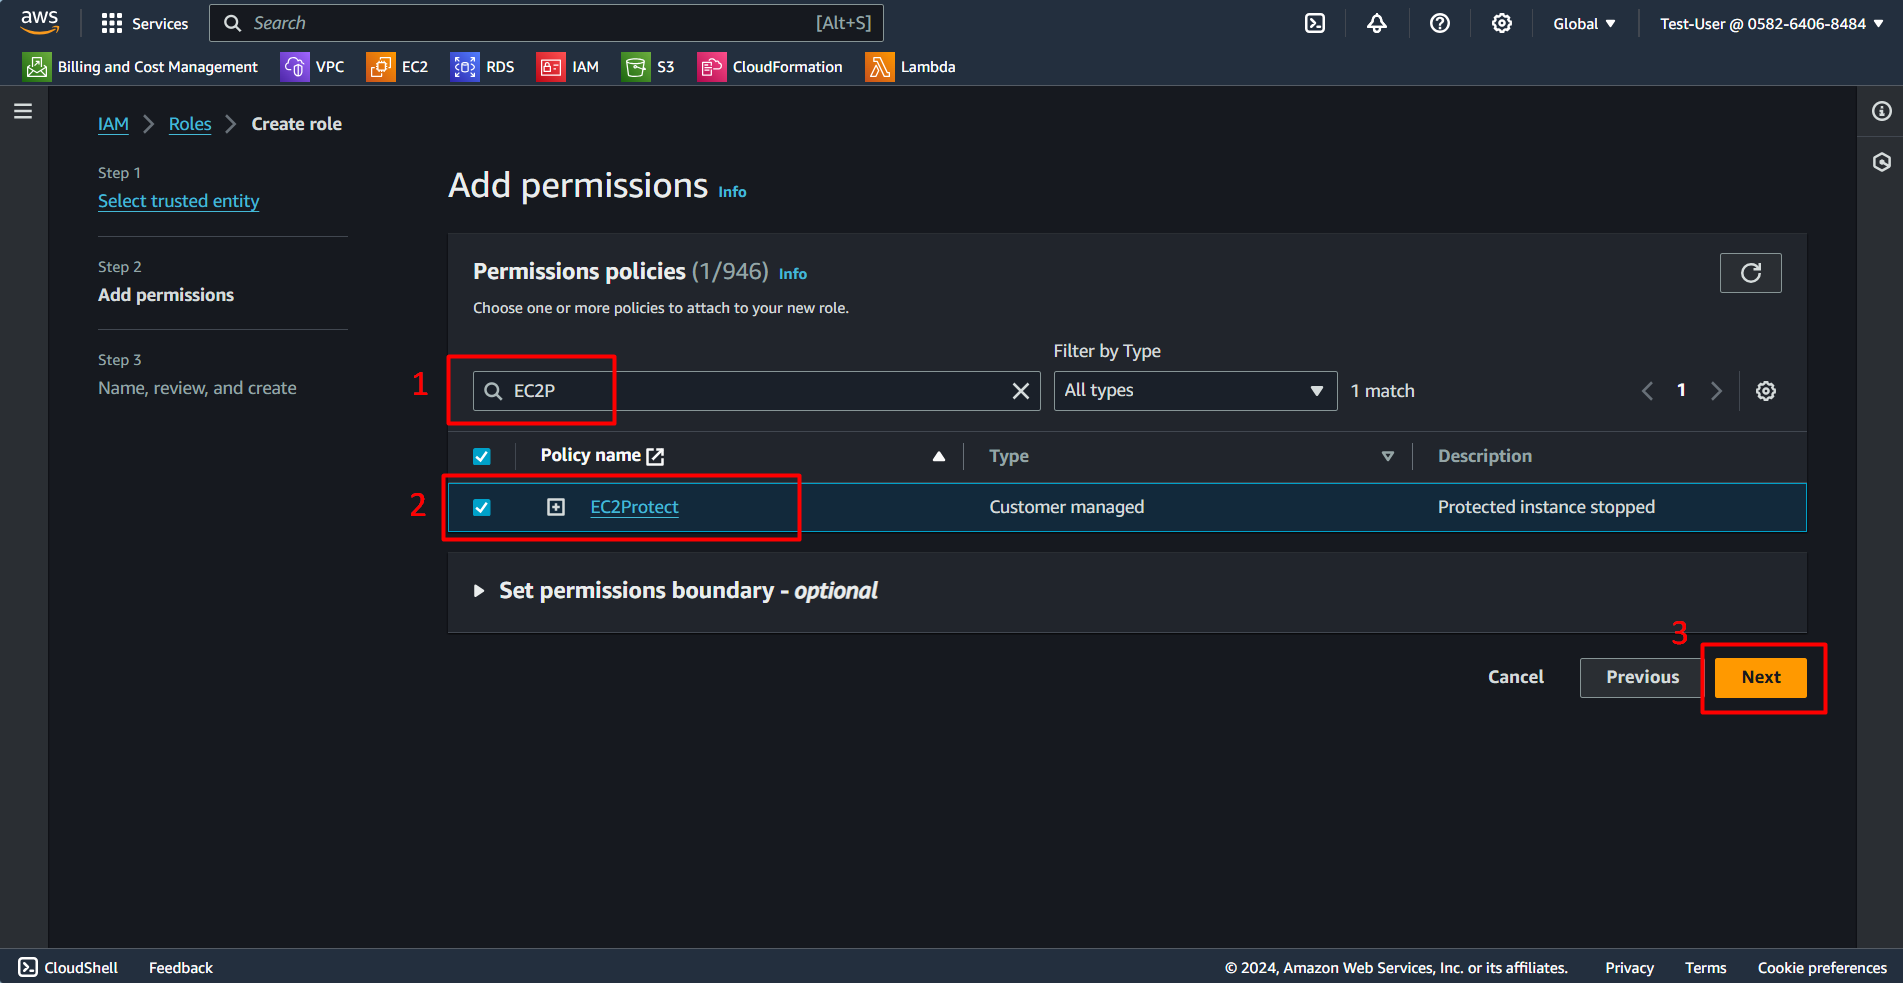 aws
Services
Search
[Alt+S]
Global
Test-User @ 0582-6406-8484
Billing and Cost Management
VPC
EC2
RDS
IAM
S3
CloudFormation
Lambda
IAM
Roles
Create role
Step 1
Select trusted entity
Step 2
Add permissions
Step 3
Name, review, and create
Add permissions Info
Permissions policies (1/946) Info
Choose one or more policies to attach to your new role.
Filter by Type
1
EC2P
All types
1 match
1
Policy name
Type
Description
2
EC2Protect
Customer managed
Protected instance stopped
Set permissions boundary - optional
3
Cancel
Previous
Next
CloudShell
Feedback
© 2024, Amazon Web Services, Inc. or its affiliates.
Privacy
Terms
Cookie preferences